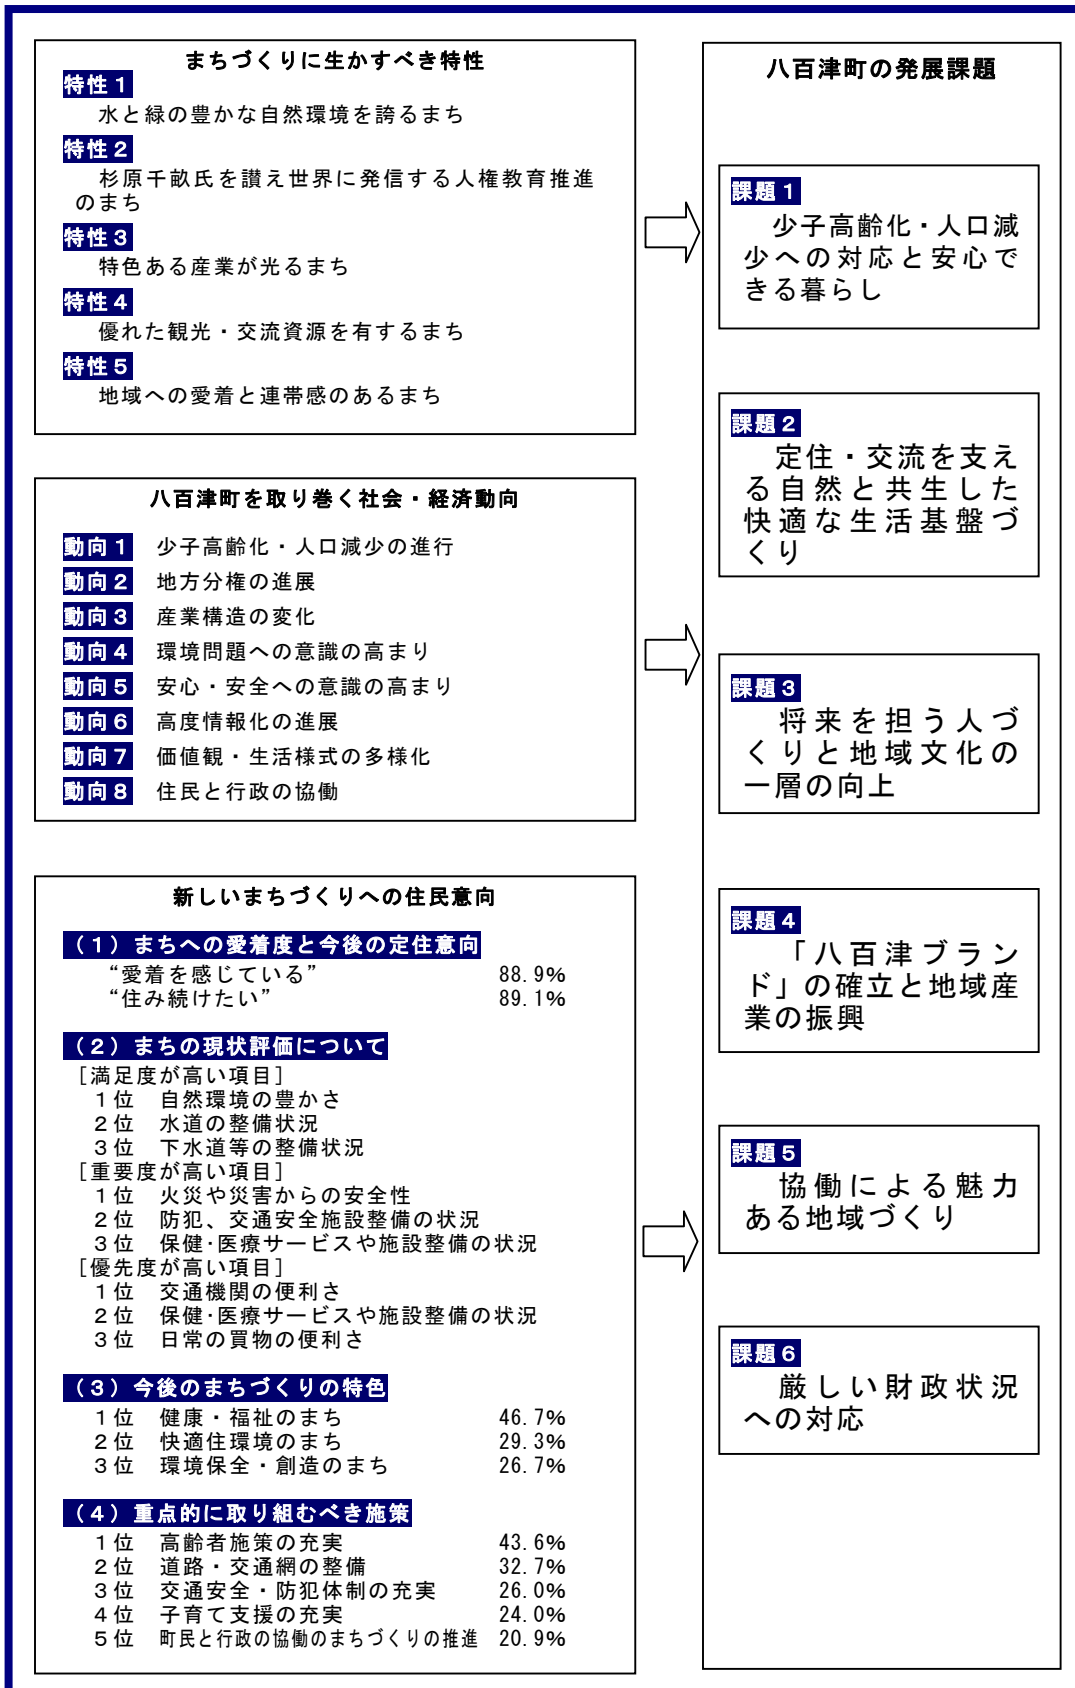 まちづくりに生かすべき特性
特性１
水と緑の豊かな自然環境を誇るまち
特性２
杉原千畝氏を讃え世界に発信する人権教育推進
のまち
特性３
特色ある産業が光るまち
特性４
優れた観光・交流資源を有するまち
特性５
地域への愛着と連帯感のあるまち
八百津町を取り巻く社会・経済動向
動向１ 少子高齢化・人口減少の進行
動向２ 地方分権の進展
動向３ 産業構造の変化
動向４ 環境問題への意識の高まり
動向５ 安心・安全への意識の高まり
動向６ 高度情報化の進展
動向７ 価値観・生活様式の多様化
動向８ 住民と行政の協働
新しいまちづくりへの住民意向
（１）まちへの愛着度と今後の定住意向
“愛着を感じている” 88.9%
“住み続けたい” 89.1%
（２）まちの現状評価について
［満足度が高い項目］
１位 自然環境の豊かさ
２位 水道の整備状況
３位 下水道等の整備状況
［重要度が高い項目］
１位 火災や災害からの安全性
２位 防犯、交通安全施設整備の状況
３位 保健･医療サービスや施設整備の状況
［優先度が高い項目］
１位 交通機関の便利さ
２位 保健･医療サービスや施設整備の状況
３位 日常の買物の便利さ
（３）今後のまちづくりの特色
１位 健康・福祉のまち 46.7%
２位 快適住環境のまち 29.3%
３位 環境保全・創造のまち 26.7%
（４）重点的に取り組むべき施策
１位 高齢者施策の充実 43.6%
２位 道路・交通網の整備 32.7%
３位 交通安全・防犯体制の充実 26.0%
４位 子育て支援の充実 24.0%
５位 町民と行政の協働のまちづくりの推進 20.9%
八百津町の発展課題
課題１
少子高齢化・人口減
少への対応と安心で
きる暮らし
課題２
定住・交流を支え
る自然と共生した
快適な生活基盤づ
くり
課題３
将来を担う人づ
くりと地域文化の
一層の向上
課題４
「八百津ブラン
ド」の確立と地域産
業の振興
課題５
協働による魅力
ある地域づくり
課題６
厳しい財政状況
への対応